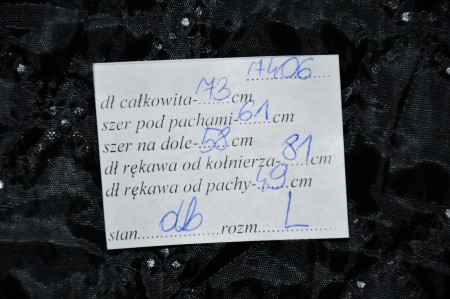 17406
dł całkowita-73 cm
szer pod pachami-61 cm
szer na dole-58 cm
dł rękawa od kołnierza-81 cm
dł rękawa od pachy-49 cm
stan db rozm L